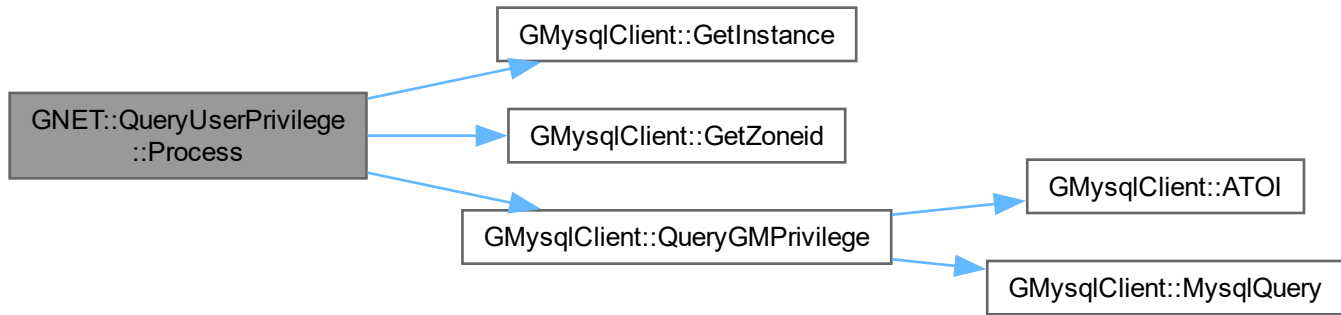 GMysqlClient::GetInstance
GNET::QueryUserPrivilege
::Process
GMysqlClient::GetZoneid
GMysqlClient::QueryGMPrivilege
GMysqlClient::ATOI
GMysqlClient::MysqlQuery